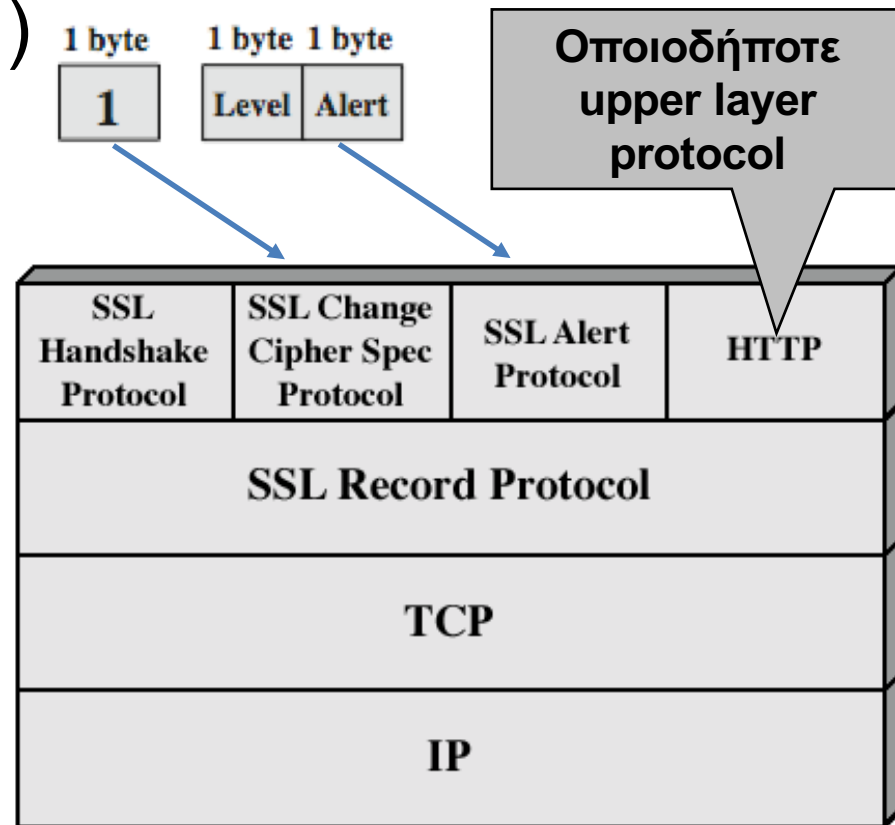 )
1 byte
1 byte 1 byte
1
Level Alert
Οποιοδήποτε
upper layer
protocol
SSL
Handshake
Protocol
SSL Change
Cipher Spec
Protocol
SSL Alert
Protocol
HTTP
SSL Record Protocol
TCP
IP